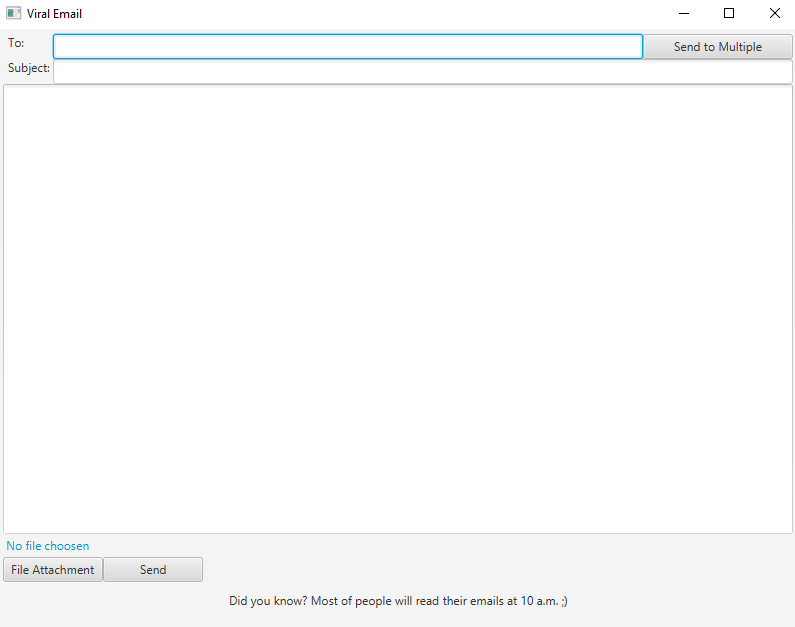 Viral Email
To:
Send to Multiple
Subject:
No file choosen
File Attachment
Send
Did you know? Most of people will read their emails at 10 a.m. ;)